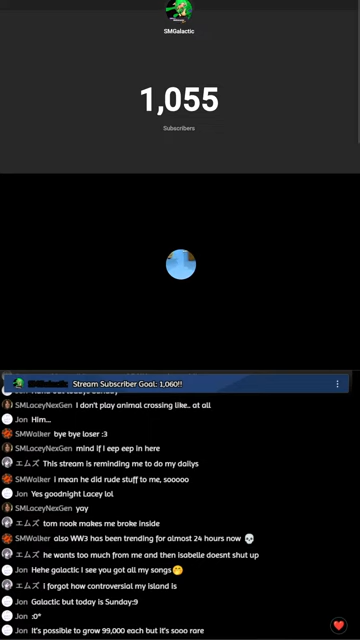 SMGalactic
1,055
Subscribers
SMGalactic Stream Subscriber Goal: 1,060!!
SMLaceyNexGen I don't play animal crossing like.. at all
Jon Him...
SMWalker bye bye loser :3
SMLaceyNexGen mind if i eep eep in here
エムズ This stream is reminding me to do my dailys
SMWalker i mean he did rude stuff to me, sooooo
Jon Yes goodnight Lacey lol
SMLaceyNexGen yay
エムズ tom nook makes me broke inside
SMWalker also WW3 has been trending for almost 24 hours now 💀
エムズ he wants too much from me and then Isabelle doesnt shut up
Jon Hehe galactic I see you got all my songs🤭
エムズ i forgot how controversial my island is
Jon Galactic but today is Sunday:9
Jon :0*
Jon It's possible to grow 99,000 each but it's sooo rare